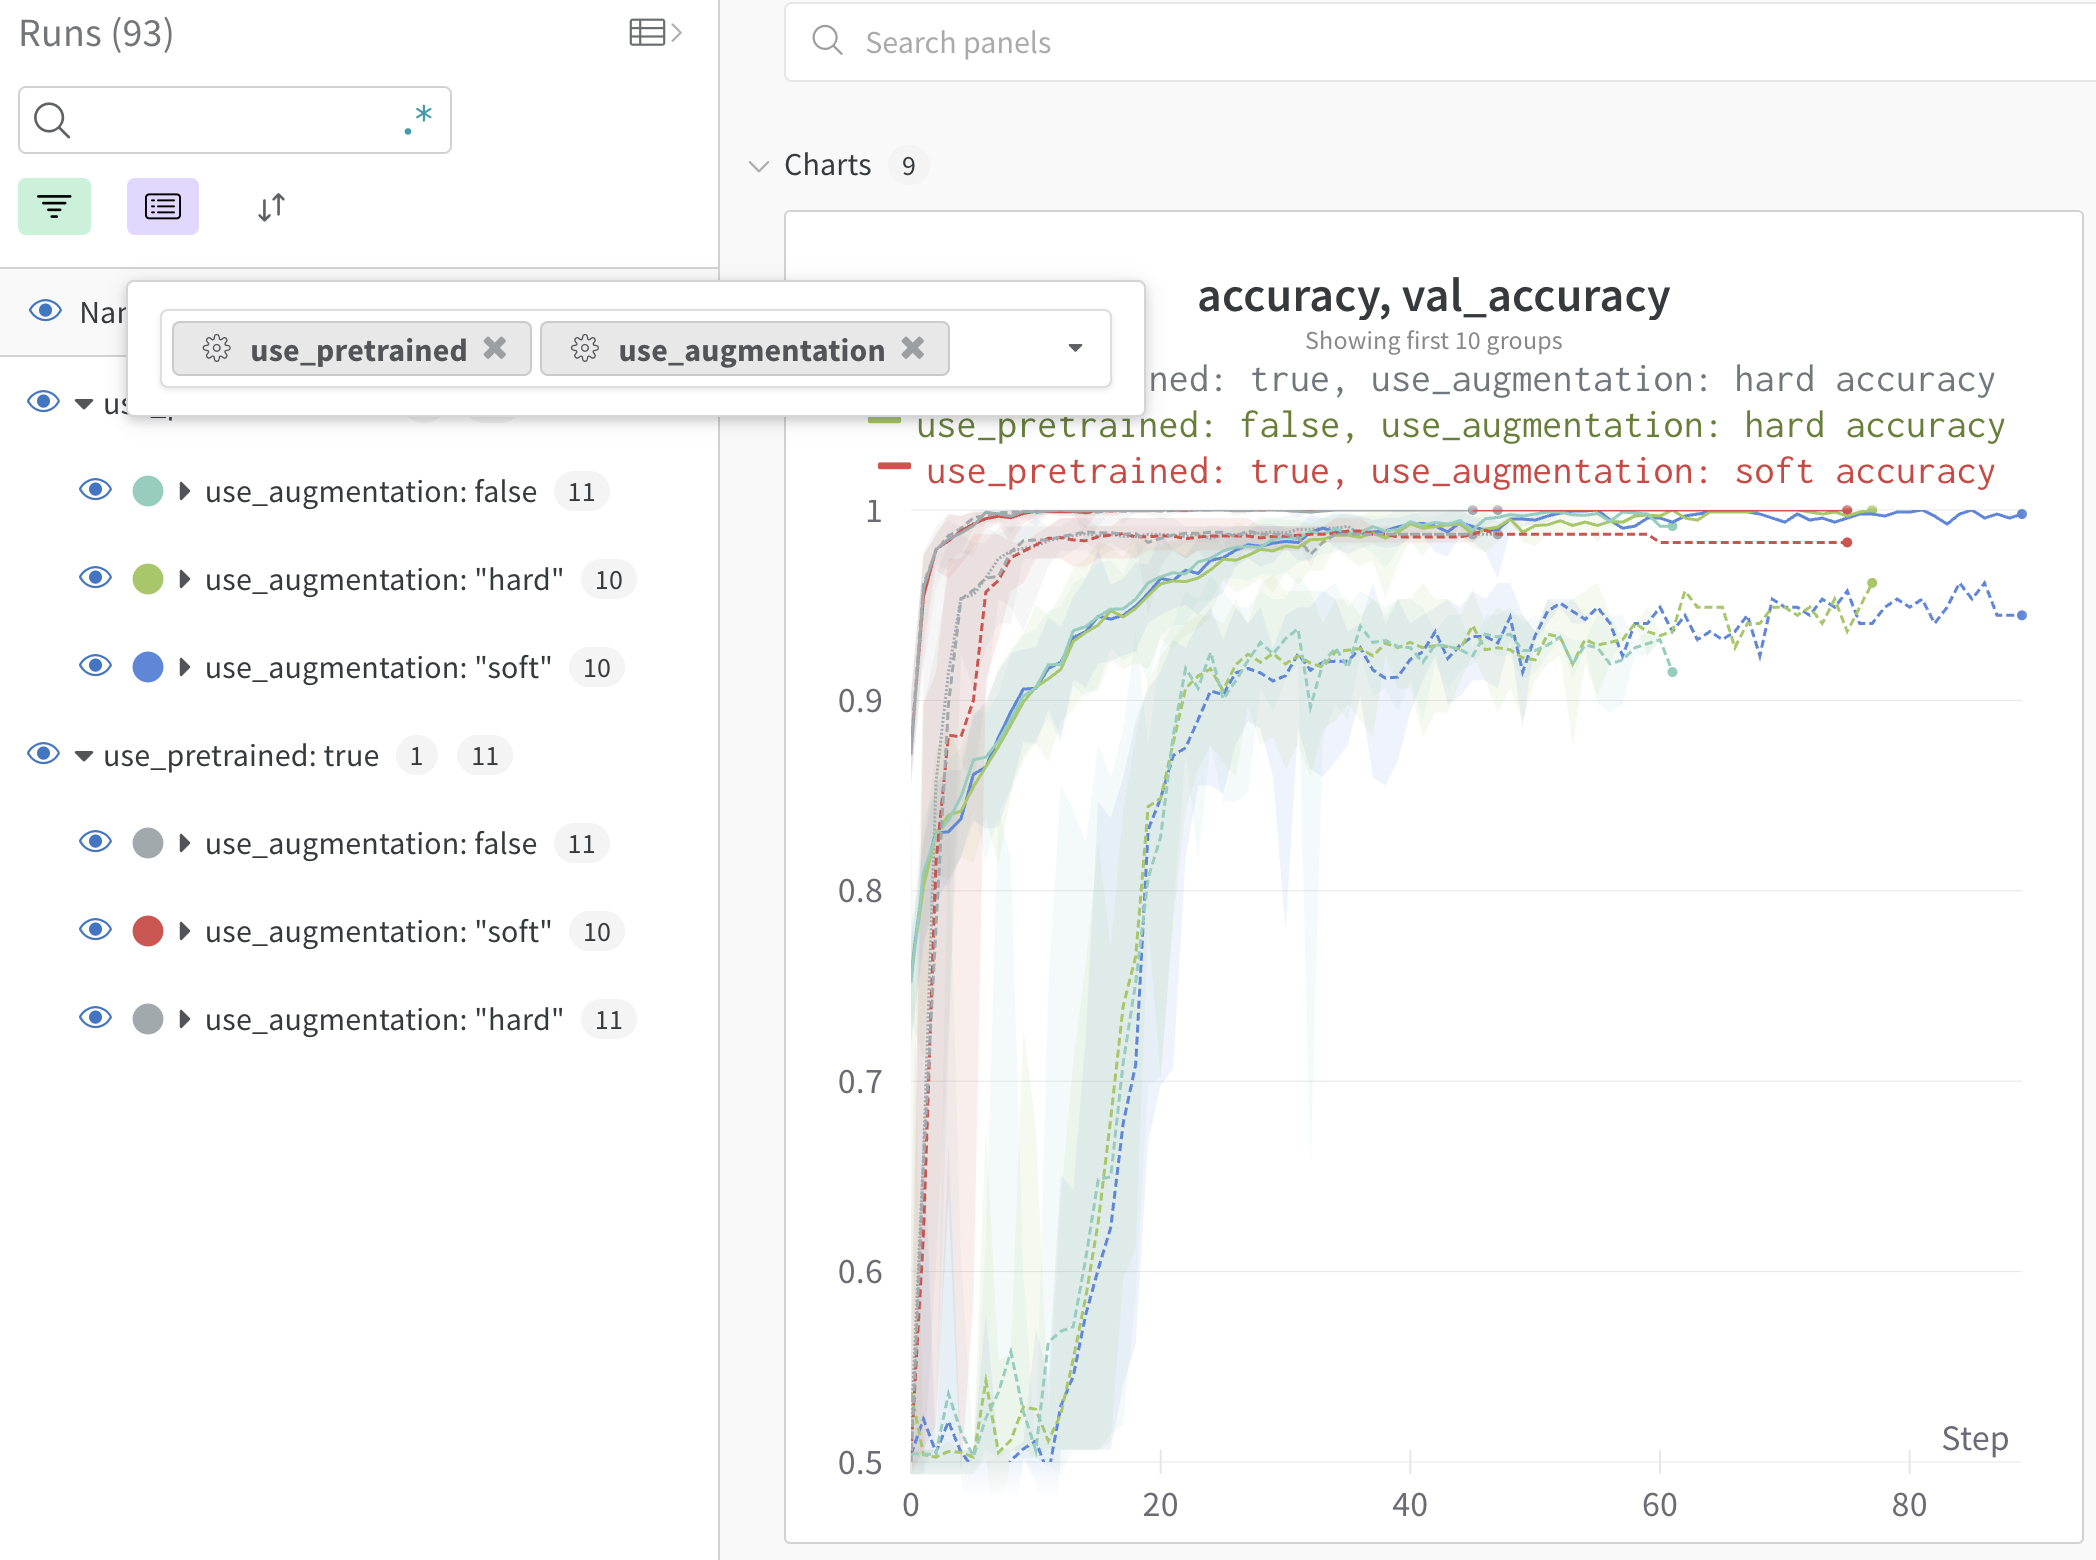 Runs (93)
.*
Search panels
Charts 9
use_pretrained use_augmentation
accuracy, val_accuracy
Showing first 10 groups
ned: true, use_augmentation: hard accuracy
use_pretrained: false, use_augmentation: hard accuracy
use_pretrained: true, use_augmentation: soft accuracy
use_augmentation: false 11
use_augmentation: "hard" 10
use_augmentation: "soft" 10
use_pretrained: true 1 11
use_augmentation: false 11
use_augmentation: "soft" 10
use_augmentation: "hard" 11
1
0.9
0.8
0.7
0.6
0.5
Step
0 20 40 60 80